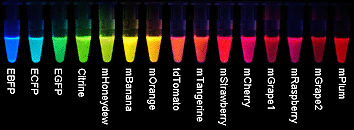 EBFP
ECFP
EGFP
Citrine
mHoneydew
mBanana
mOrange
tdTomato
mTangerine
mStrawberry
mCherry
mGrape1
mRaspberry
mGrape2
mPlum